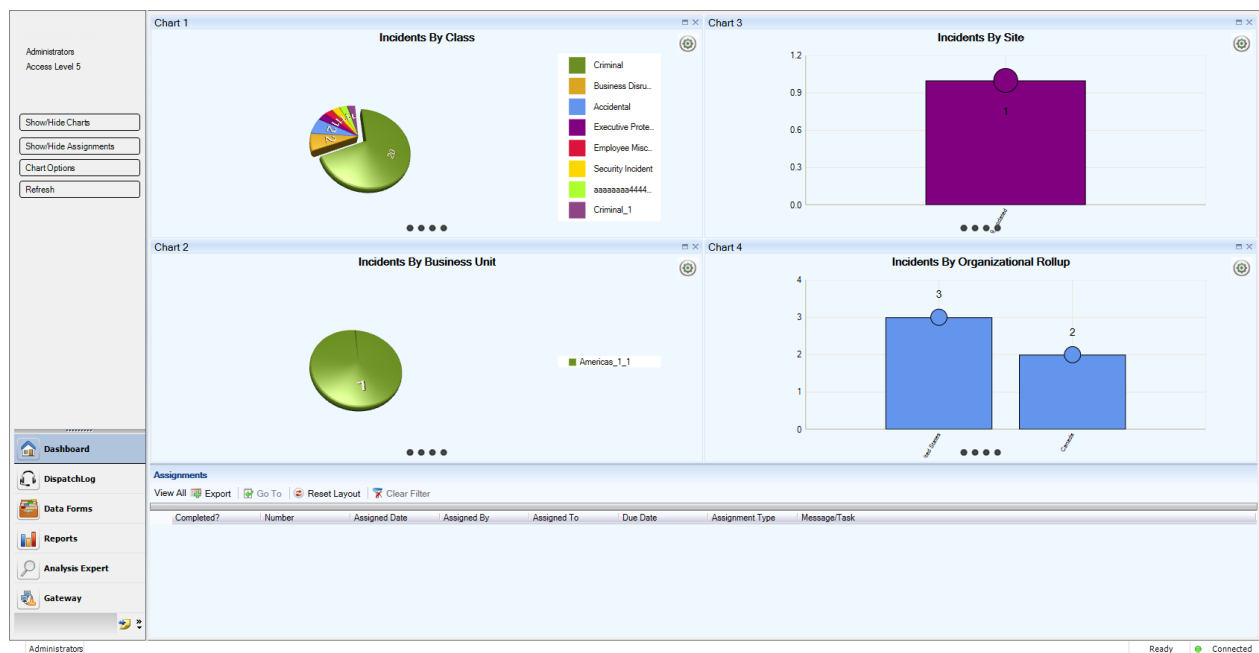 Administrators
Access Level 5
Show/Hide Charts
Show/Hide Assignments
Chart Options
Refresh
Dashboard
DispatchLog
Data Forms
Reports
Analysis Expert
Gateway
Chart 1
Incidents By Class
20
2
2
1
Criminal
Business Disru...
Accidental
Executive Prote...
Employee Misc...
Security Incident
aaaaaaaa4444...
Criminal_1
Chart 3
Incidents By Site
1.2
0.9
0.6
0.3
0.0
1
Chart 2
Incidents By Business Unit
7
Americas_1_1
Chart 4
Incidents By Organizational Rollup
4
3
2
1
0
3
2
States
Canada
Assignments
View All Export Go To Reset Layout Clear Filter
Completed? Number Assigned Date Assigned By Assigned To Due Date Assignment Type Message/Task
Administrators Ready Connected